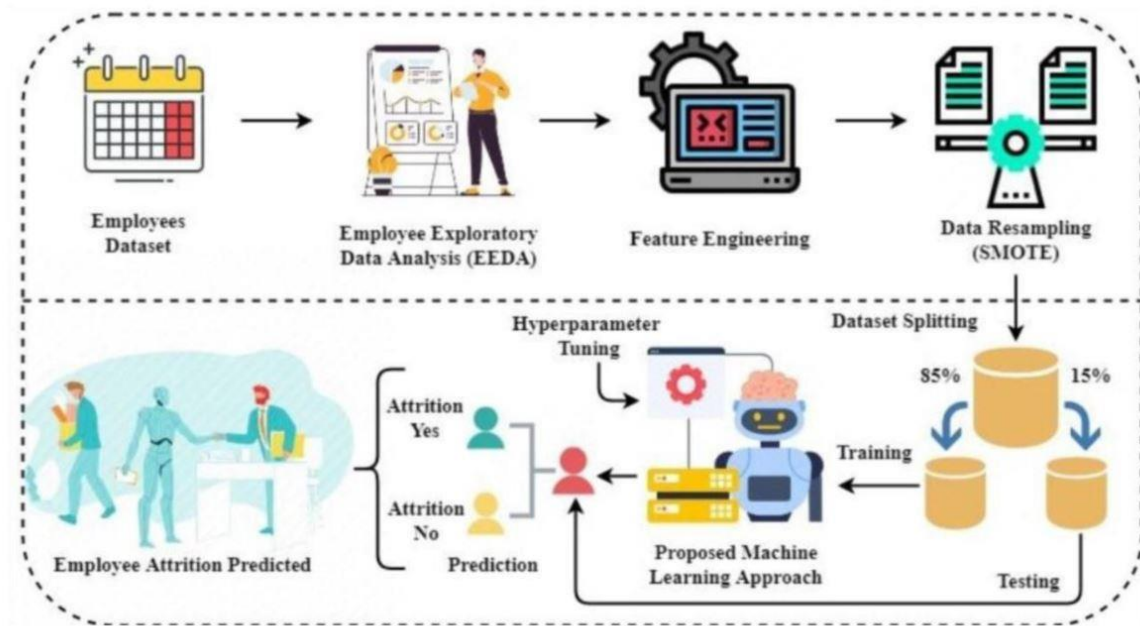 Employees
Dataset
Employee Exploratory
Data Analysis (EEDA)
Feature Engineering
Data Resampling
(SMOTE)
Dataset Splitting
85%
15%
Hyperparameter
Tuning
Training
Attrition
Yes
Attrition
No
Prediction
Proposed Machine
Learning Approach
Employee Attrition Predicted
Testing